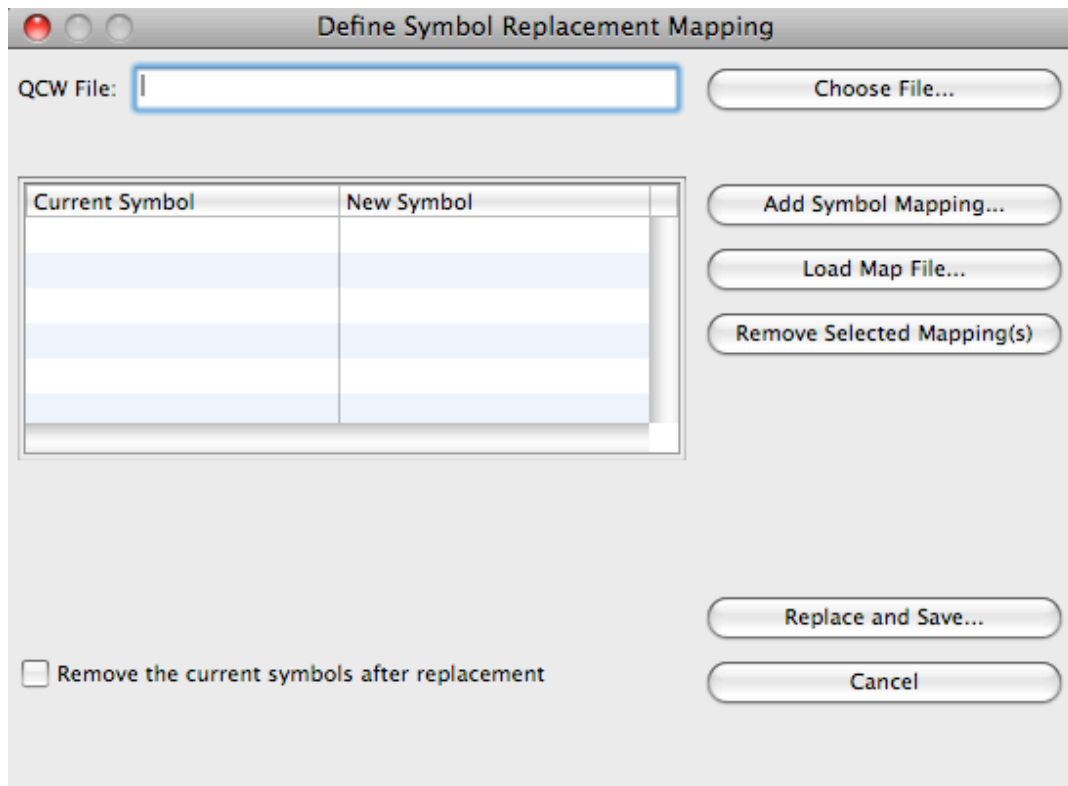 Define Symbol Replacement Mapping
QCW File:
Choose File...
Current Symbol New Symbol
Add Symbol Mapping...
Load Map File...
Remove Selected Mapping(s)
Replace and Save...
Remove the current symbols after replacement
Cancel